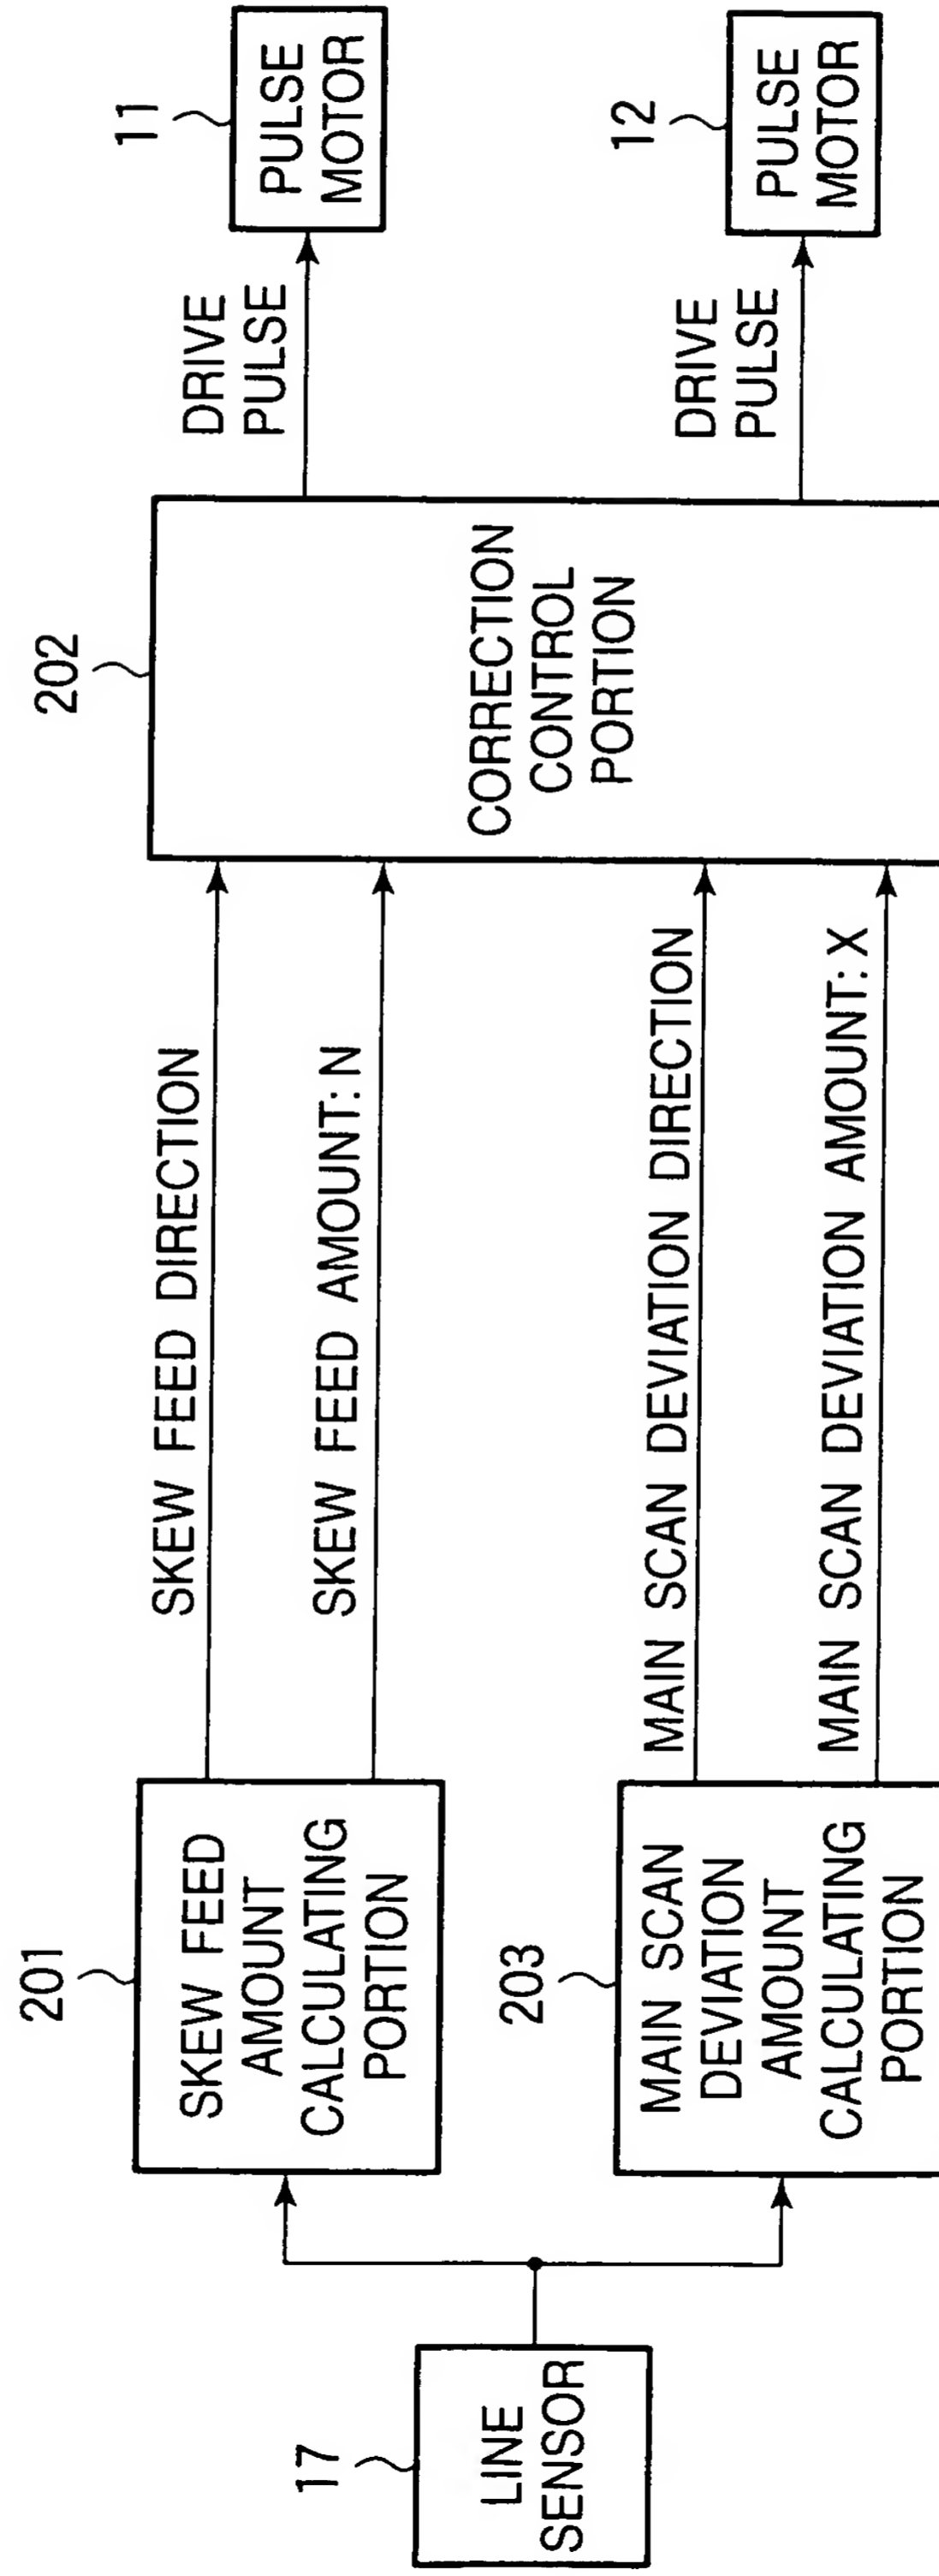 17
LINE
SENSOR
201
SKEW FEED
AMOUNT
CALCULATING
PORTION
203
MAIN SCAN
DEVIATION
AMOUNT
CALCULATING
PORTION
SKEW FEED DIRECTION
SKEW FEED AMOUNT: N
MAIN SCAN DEVIATION DIRECTION
MAIN SCAN DEVIATION AMOUNT: X
202
CORRECTION
CONTROL
PORTION
DRIVE
PULSE
11
PULSE
MOTOR
DRIVE
PULSE
12
PULSE
MOTOR